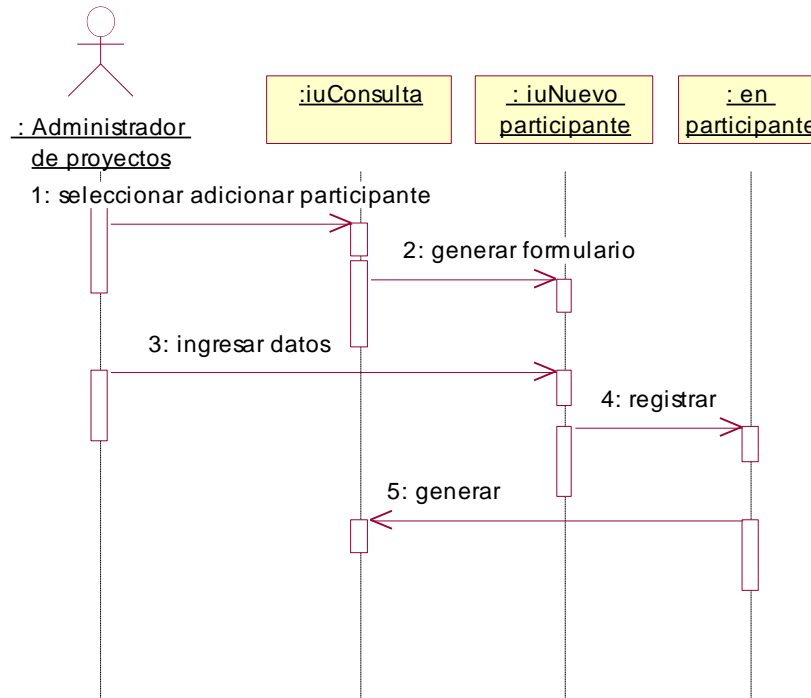 : Administrador
de proyectos
:iuConsulta
: iuNuevo
participante
: en
participante
1: seleccionar adicionar participante
2: generar formulario
3: ingresar datos
4: registrar
5: generar